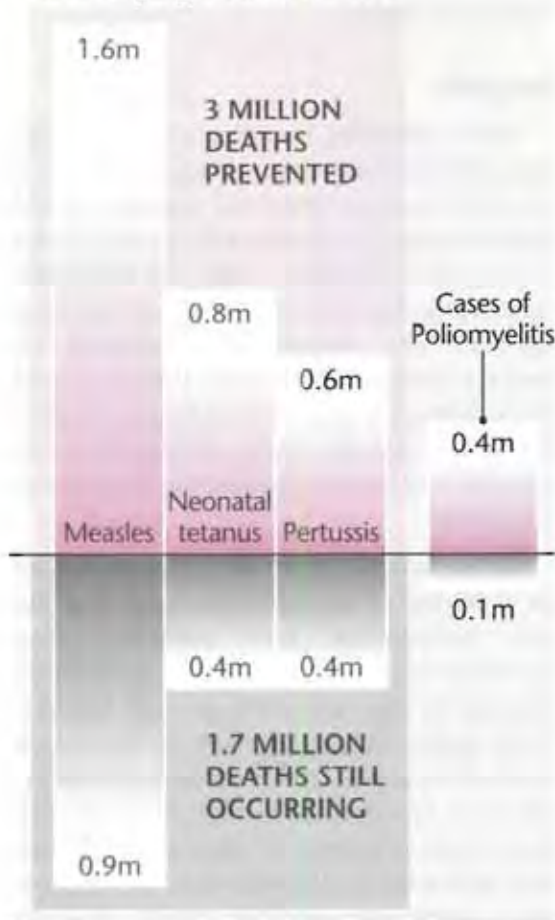 1.6m
3 MILLION
DEATHS
PREVENTED
0.8m
Cases of
Poliomyelitis
0.6m
0.4m
Measles
Neonatal
tetanus
Pertussis
0.1m
0.4m
0.4m
1.7 MILLION
DEATHS STILL
OCCURRING
0.9m